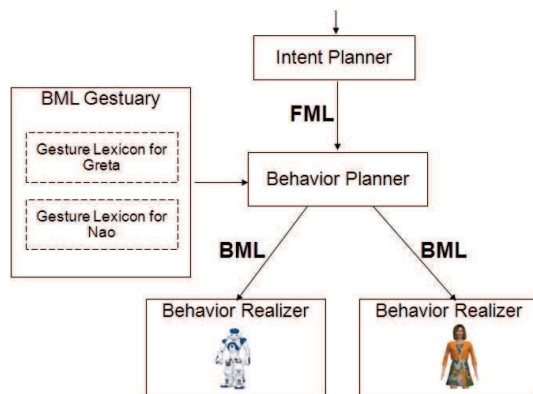 Intent Planner
FML
BML Gestuary
Gesture Lexicon for
Greta
Gesture Lexicon for
Nao
Behavior Planner
BML
BML
Behavior Realizer
Behavior Realizer